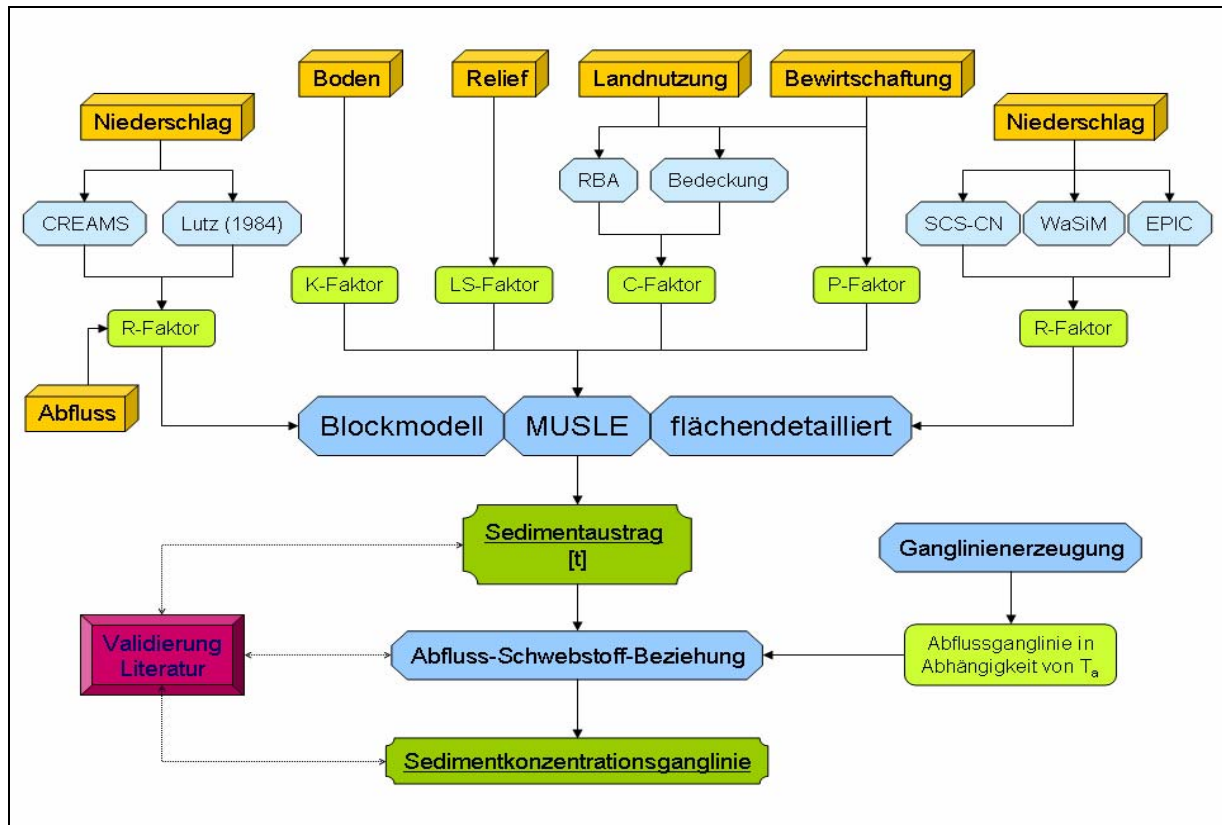 Boden
Relief
Landnutzung
Bewirtschaftung
Niederschlag
Niederschlag
RBA
Bedeckung
CREAMS
Lutz (1984)
SCS-CN
WaSiM
EPIC
K-Faktor
LS-Faktor
C-Faktor
P-Faktor
R-Faktor
R-Faktor
Abfluss
Blockmodell
MUSLE
flächendetailliert
Sedimentaustrag
[t]
Ganglinienerzeugung
Validierung
Literatur
Abfluss-Schwebstoff-Beziehung
Abflussganglinie in
Abhängigkeit von Ta
Sedimentkonzentrationsganglinie